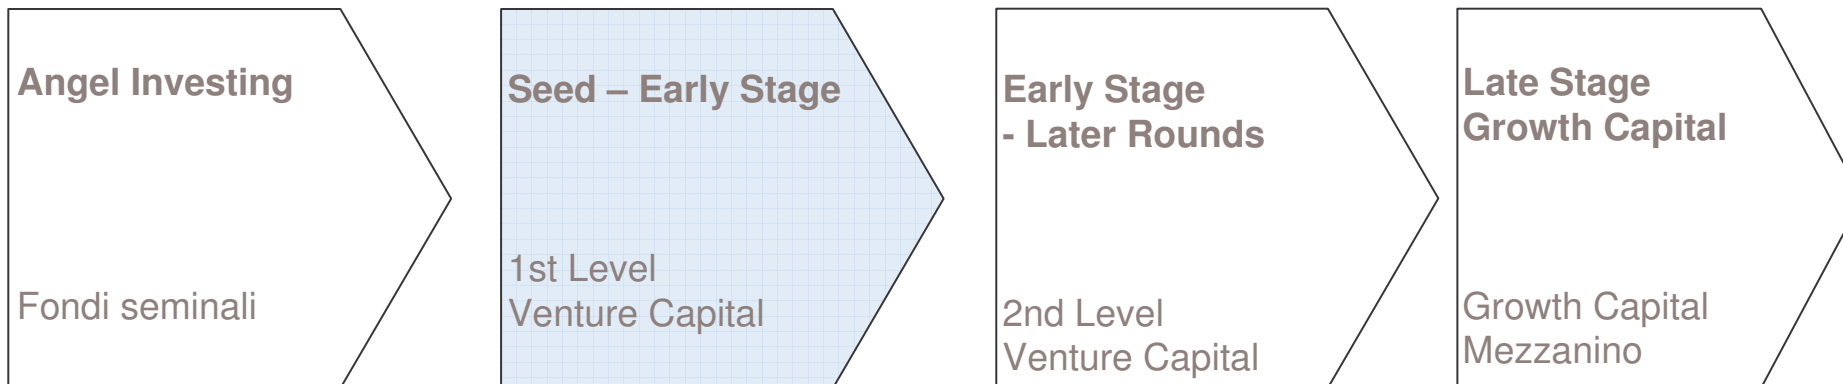 Angel Investing
Fondi seminali
Seed – Early Stage
1st Level
Venture Capital
Early Stage
- Later Rounds
2nd Level
Venture Capital
Late Stage
Growth Capital
Growth Capital
Mezzanino